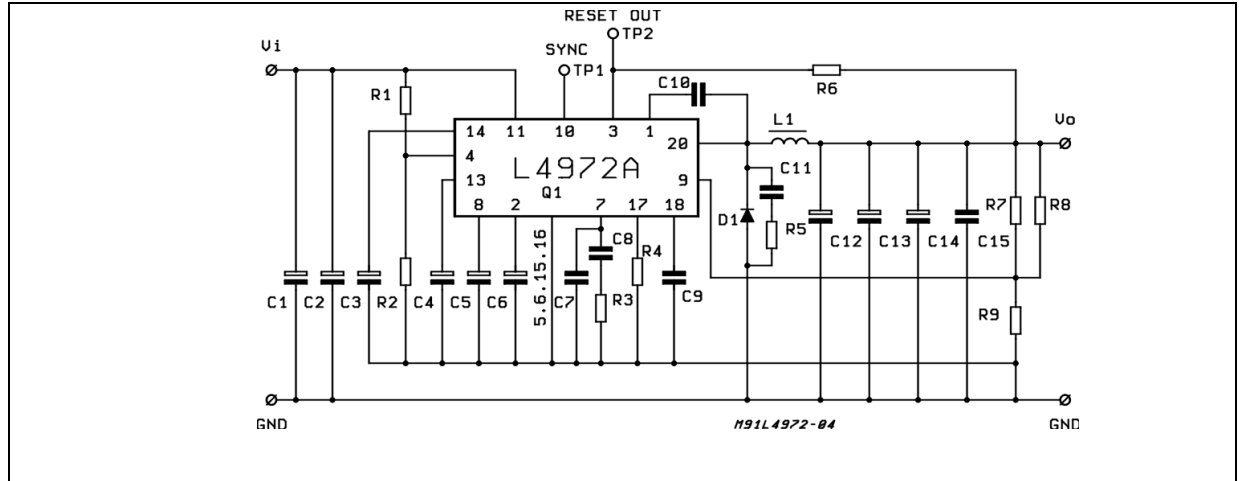 RESET OUT
TP2
Vi
SYNC
TP1
C10
R6
R1
L1
Vo
14 11 10 3 1
20
4
L4972A
C11
13
Q1
9
8 2 7 17 18
D1
R5
R7
R8
5.6.15.16
C8
R4
C12 C13 C14 C15
C1 C2 C3 R2 C4 C5 C6 C7 R3 C9
R9
GND
M91L4972-04
GND